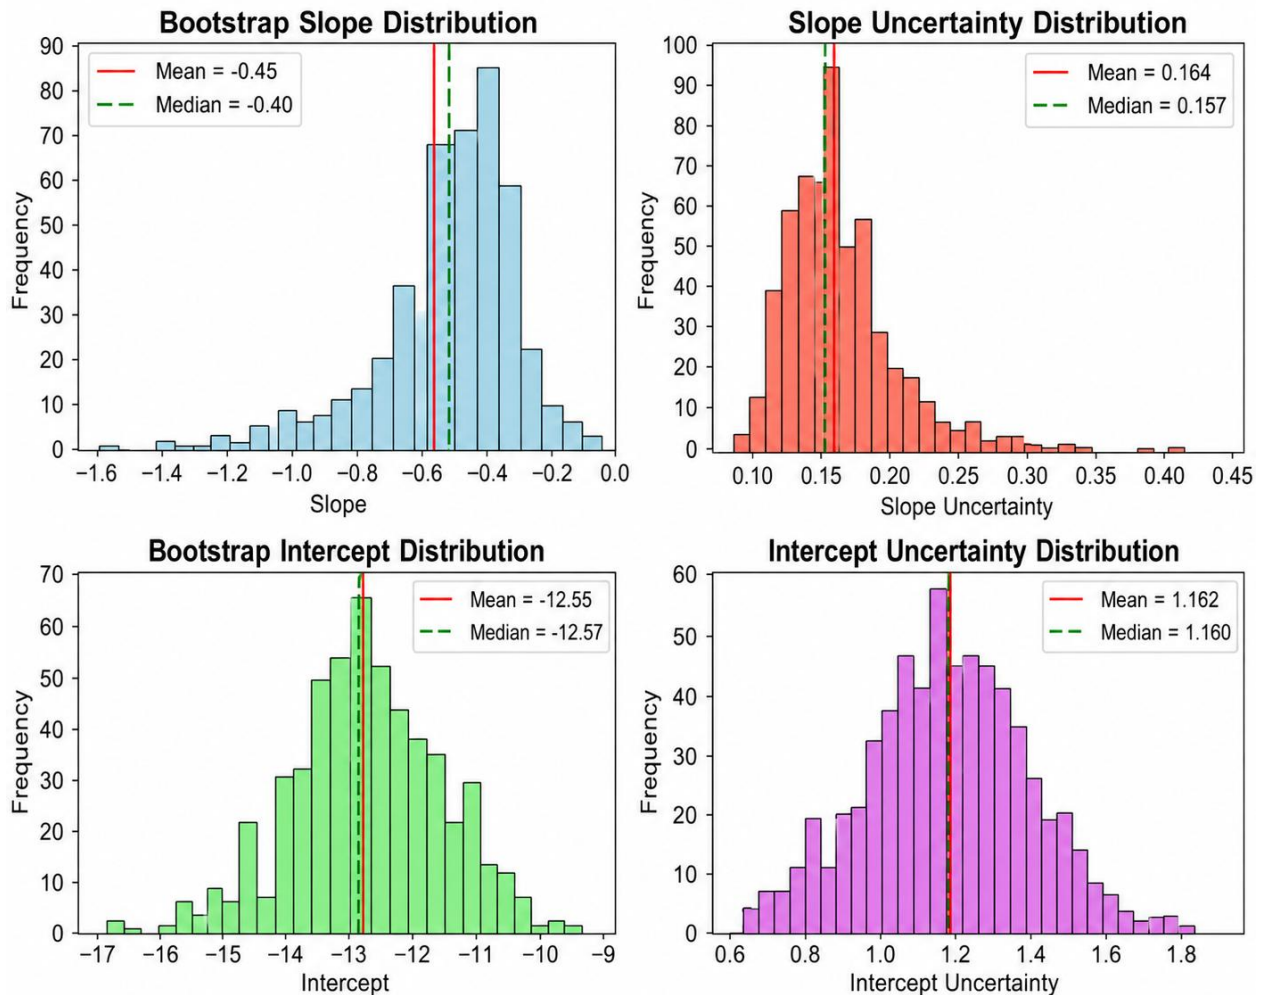 Bootstrap Slope Distribution
90
80
70
60
50
40
30
20
10
0
Frequency
Mean = -0.45
Median = -0.40
−1.6 −1.4 −1.2 −1.0 −0.8 −0.6 −0.4 −0.2 0.0
Slope
Slope Uncertainty Distribution
100
90
80
70
60
50
40
30
20
10
0
Frequency
Mean = 0.164
Median = 0.157
0.10 0.15 0.20 0.25 0.30 0.35 0.40 0.45
Slope Uncertainty
Bootstrap Intercept Distribution
70
60
50
40
30
20
10
0
Frequency
Mean = -12.55
Median = -12.57
−17 −16 −15 −14 −13 −12 −11 −10 −9
Intercept
Intercept Uncertainty Distribution
60
50
40
30
20
10
0
Frequency
Mean = 1.162
Median = 1.160
0.6 0.8 1.0 1.2 1.4 1.6 1.8
Intercept Uncertainty